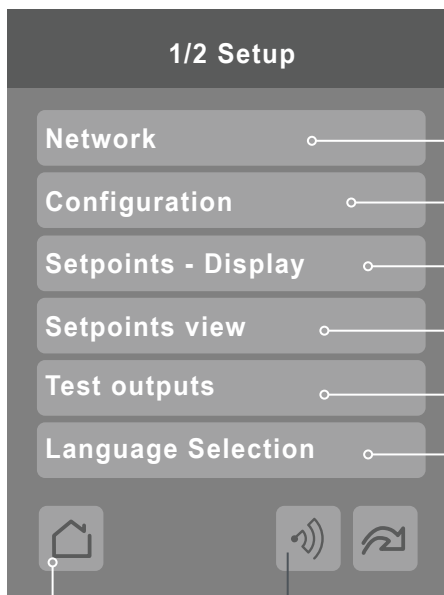 1/2 Setup
Network
Configuration
Setpoints - Display
Setpoints view
Test outputs
Language Selection